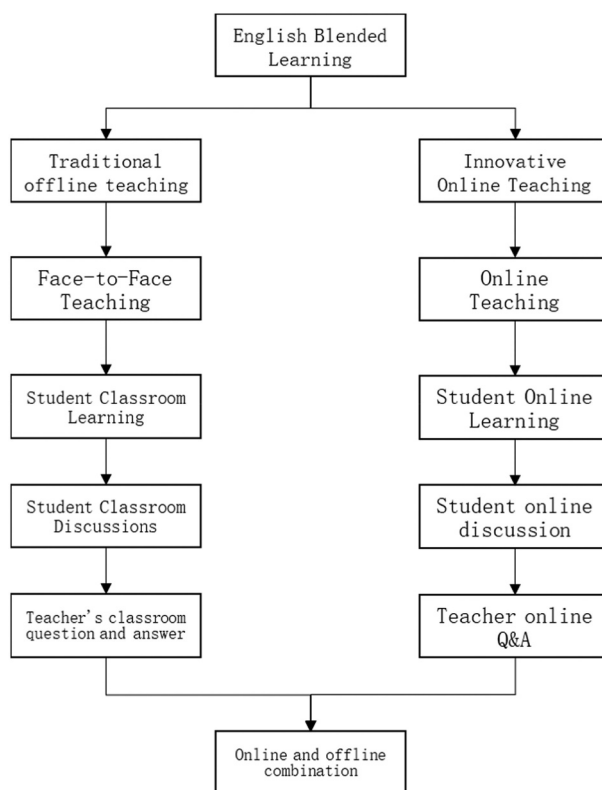 English Blended
Learning
Traditional
offline teaching
Innovative
Online Teaching
Face-to-Face
Teaching
Online
Teaching
Student Classroom
Learning
Student Online
Learning
Student Classroom
Discussions
Student online
discussion
Teacher's classroom
question and answer
Teacher online
Q&A
Online and offline
combination